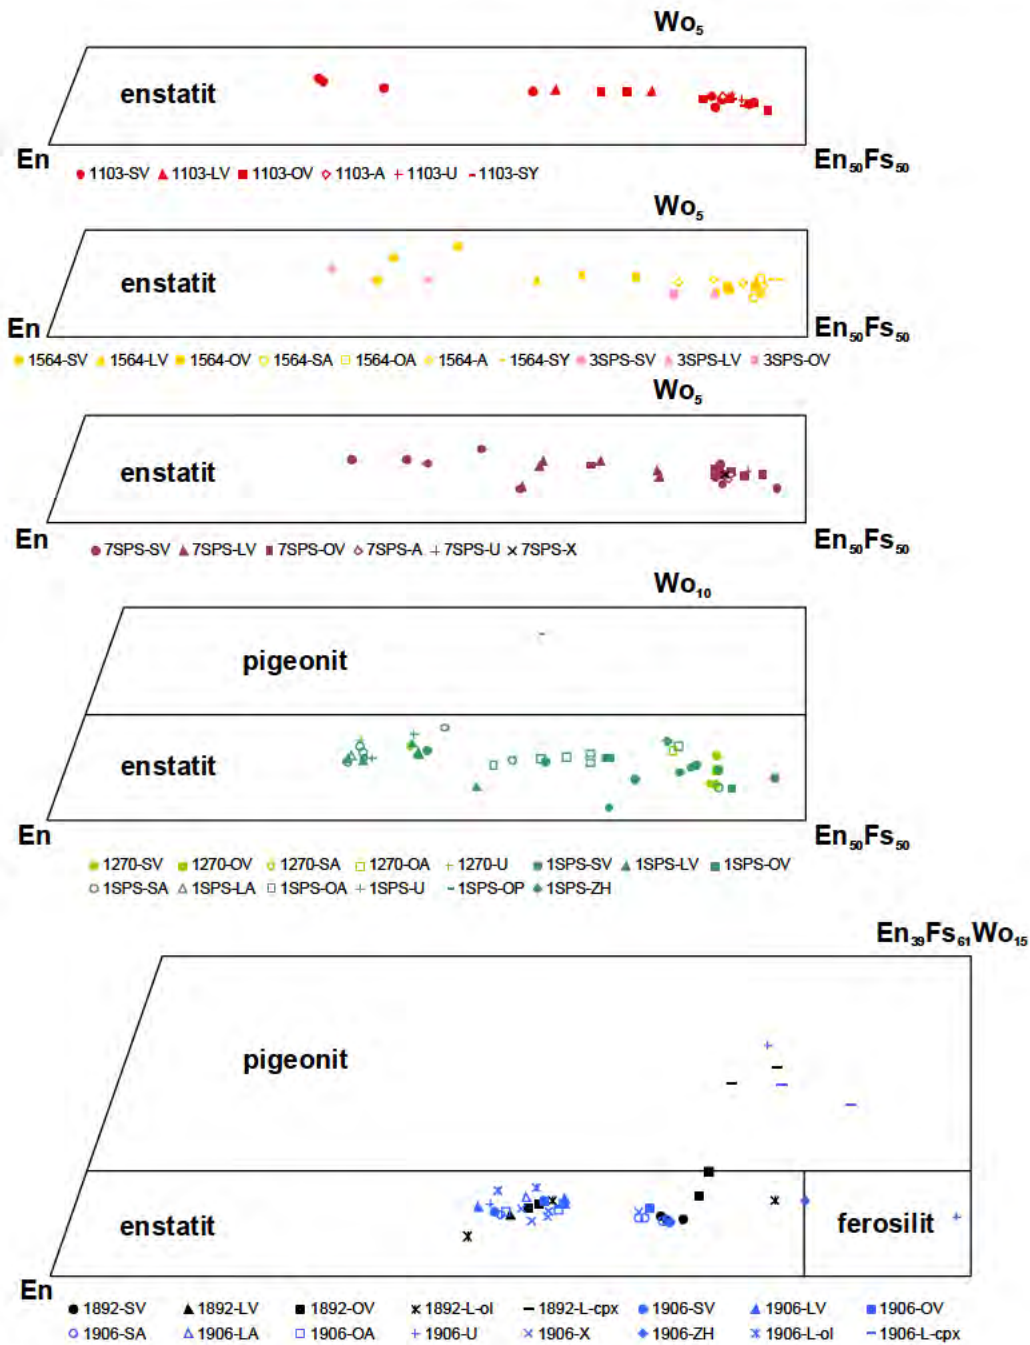 Wo₅
enstatit
En
En₅₀Fs₅₀
1103-SV 1103-LV 1103-OV 1103-A 1103-U 1103-SY
Wo₅
enstatit
En
En₅₀Fs₅₀
1564-SV 1564-LV 1564-OV 1564-SA 1564-OA 1564-A 1564-SY 3SPS-SV 3SPS-LV 3SPS-OV
Wo₅
enstatit
En
En₅₀Fs₅₀
7SPS-SV 7SPS-LV 7SPS-OV 7SPS-A 7SPS-U 7SPS-X
Wo₁₀
pigeonit
enstatit
En
En₅₀Fs₅₀
1270-SV 1270-OV 1270-SA 1270-OA 1270-U 1SPS-SV 1SPS-LV 1SPS-OV
1SPS-SA 1SPS-LA 1SPS-OA 1SPS-U 1SPS-OP 1SPS-ZH
En₃₉Fs₆₁Wo₁₅
pigeonit
enstatit
ferosilit
En
1892-SV 1892-LV 1892-OV 1892-L-ol 1892-L-cpx 1906-SV 1906-LV 1906-OV
1906-SA 1906-LA 1906-OA 1906-U 1906-X 1906-ZH 1906-L-ol 1906-L-cpx